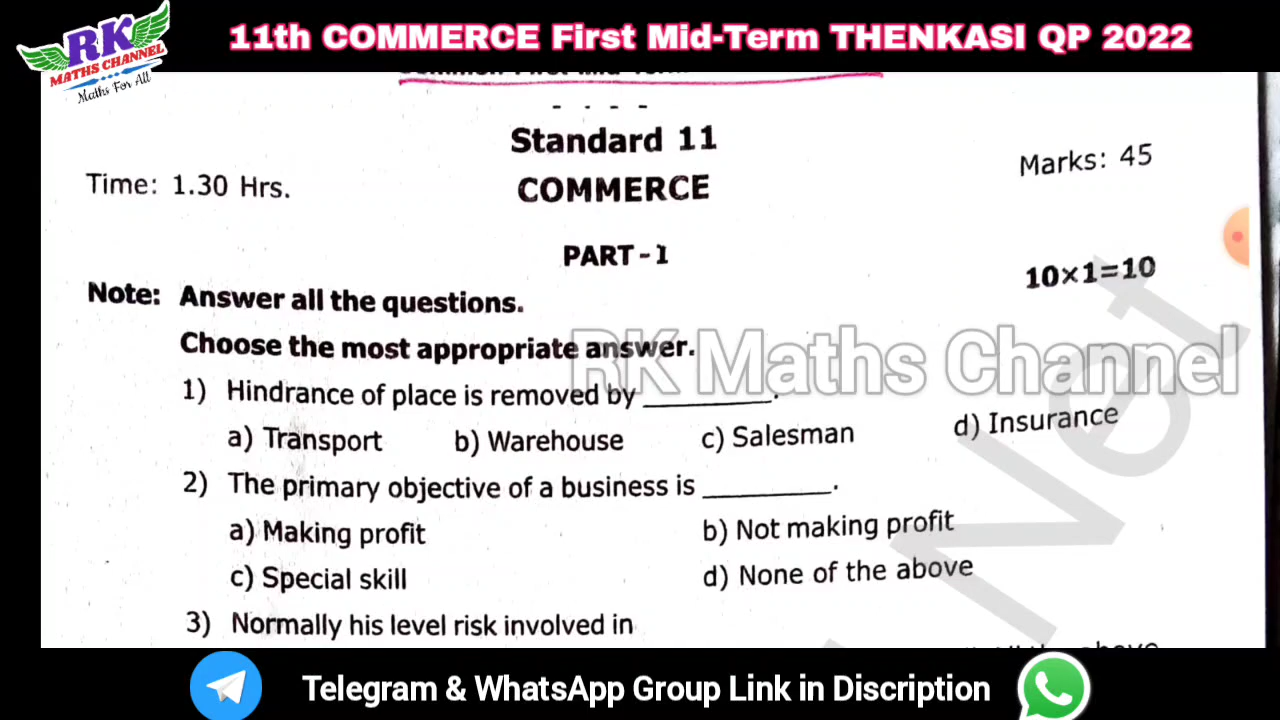 RK
MATHS CHANNEL
Maths For All
11th COMMERCE First Mid-Term THENKASI QP 2022
Standard 11
Time: 1.30 Hrs.
COMMERCE
Marks: 45
PART - 1
10×1=10
Note: Answer all the questions.
Choose the most appropriate answer.
RK Maths Channel
1) Hindrance of place is removed by ________.
a) Transport b) Warehouse c) Salesman d) Insurance
2) The primary objective of a business is ________.
a) Making profit b) Not making profit
c) Special skill d) None of the above
3) Normally his level risk involved in
Net
Telegram & WhatsApp Group Link in Discription